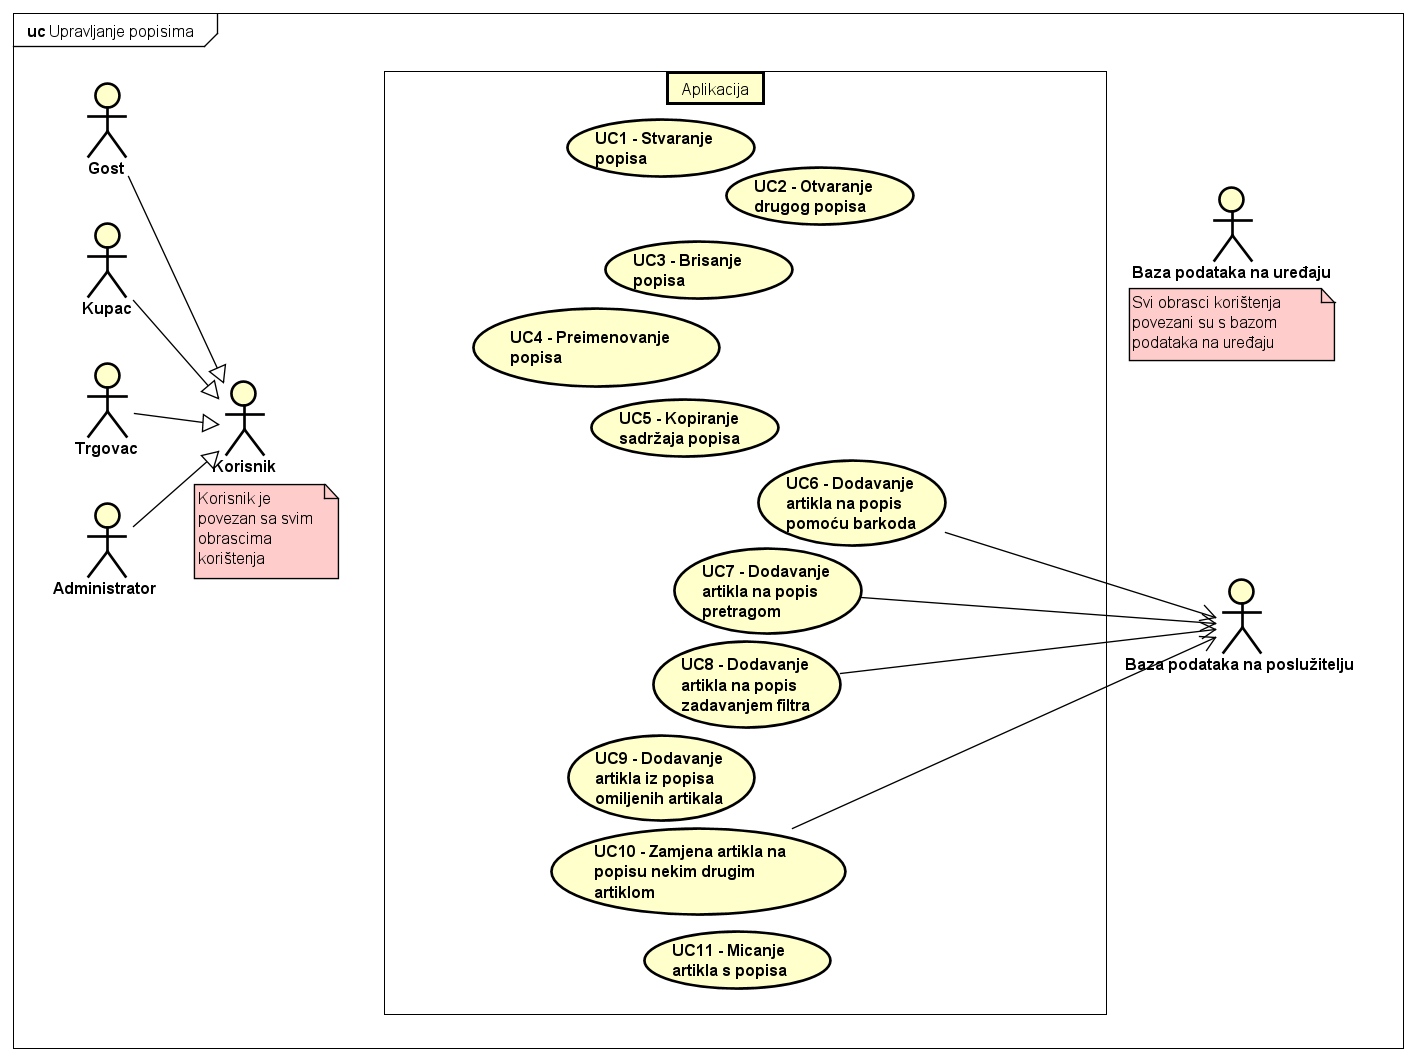 uc Upravljanje popisima
Aplikacija
Gost
Kupac
Trgovac
Administrator
Korisnik
Korisnik je
povezan sa svim
obrascima
korištenja
UC1 - Stvaranje
popisa
UC2 - Otvaranje
drugog popisa
UC3 - Brisanje
popisa
UC4 - Preimenovanje
popisa
UC5 - Kopiranje
sadržaja popisa
UC6 - Dodavanje
artikla na popis
pomoću barkoda
UC7 - Dodavanje
artikla na popis
pretragom
UC8 - Dodavanje
artikla na popis
zadavanjem filtra
UC9 - Dodavanje
artikla iz popisa
omiljenih artikala
UC10 - Zamjena artikla na
popisu nekim drugim
artiklom
UC11 - Micanje
artikla s popisa
Baza podataka na uređaju
Svi obrasci korištenja
povezani su s bazom
podataka na uređaju
Baza podataka na poslužitelju